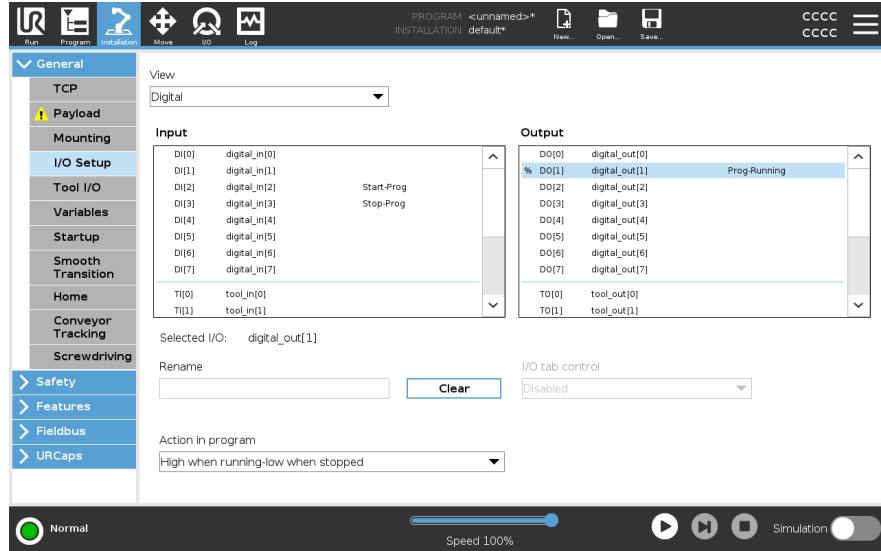 UR
PROGRAM <unnamed>*
INSTALLATION default*
CCCC
CCCC
Run Program Installation Move I/O Log New... Open... Save...
General
TCP
Payload
Mounting
I/O Setup
Tool I/O
Variables
Startup
Smooth
Transition
Home
Conveyor
Tracking
Screwdriving
Safety
Features
Fieldbus
URCaps
View
Digital
Input
DI[0] digital_in[0]
DI[1] digital_in[1]
DI[2] digital_in[2] Start-Prog
DI[3] digital_in[3] Stop-Prog
DI[4] digital_in[4]
DI[5] digital_in[5]
DI[6] digital_in[6]
DI[7] digital_in[7]
TI[0] tool_in[0]
TI[1] tool_in[1]
Output
DO[0] digital_out[0]
% DO[1] digital_out[1] Prog-Running
DO[2] digital_out[2]
DO[3] digital_out[3]
DO[4] digital_out[4]
DO[5] digital_out[5]
DO[6] digital_out[6]
DO[7] digital_out[7]
TO[0] tool_out[0]
TO[1] tool_out[1]
Selected I/O: digital_out[1]
Rename
Clear
I/O tab control
Disabled
Action in program
High when running-low when stopped
Normal
Speed 100%
Simulation